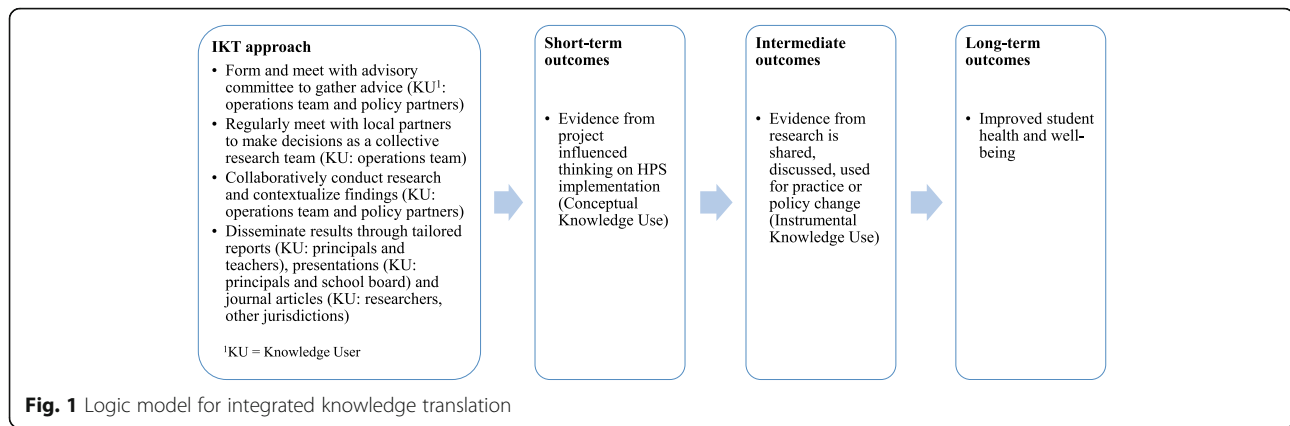 IKT approach
• Form and meet with advisory
committee to gather advice (KU¹:
operations team and policy partners)
• Regularly meet with local partners
to make decisions as a collective
research team (KU: operations team)
• Collaboratively conduct research
and contextualize findings (KU:
operations team and policy partners)
• Disseminate results through tailored
reports (KU: principals and
teachers), presentations (KU:
principals and school board) and
journal articles (KU: researchers,
other jurisdictions)
¹KU = Knowledge User
Short-term
outcomes
• Evidence from
project
influenced
thinking on HPS
implementation
(Conceptual
Knowledge Use)
Intermediate
outcomes
• Evidence from
research is
shared,
discussed, used
for practice or
policy change
(Instrumental
Knowledge Use)
Long-term
outcomes
• Improved student
health and well-
being
Fig. 1 Logic model for integrated knowledge translation